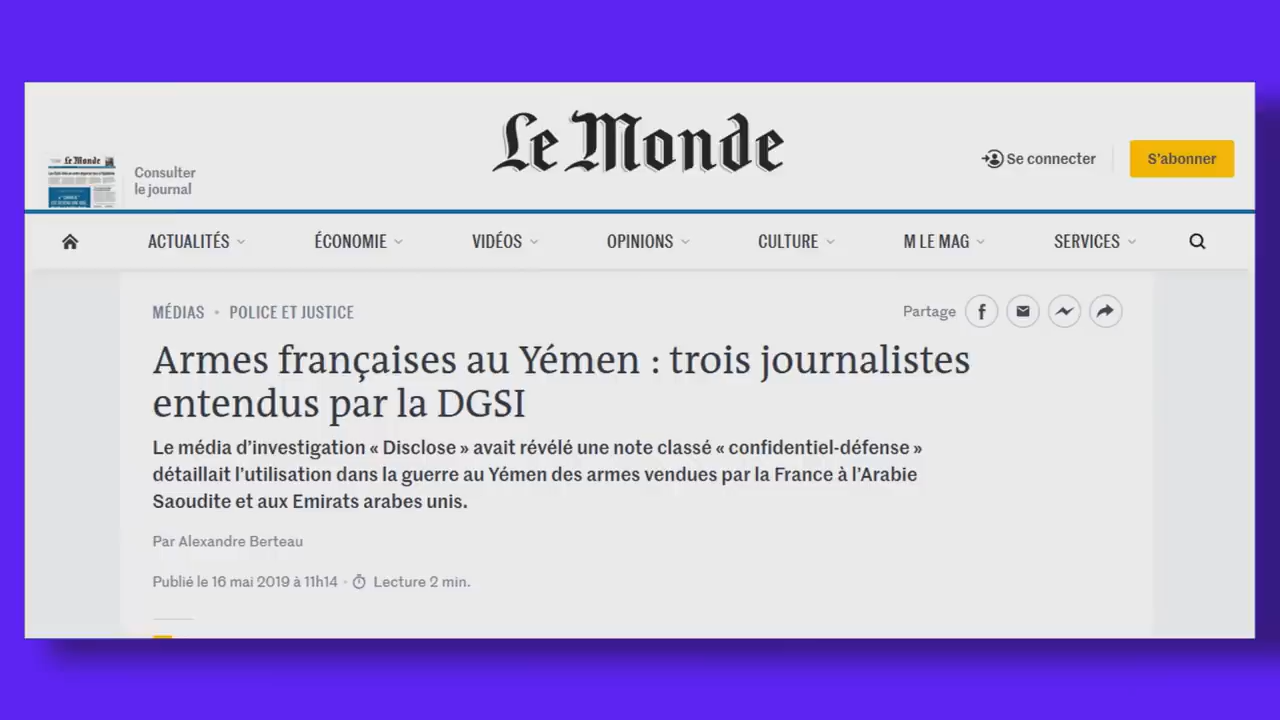 Le Monde
Le Monde
Consulter
le journal
Se connecter
S'abonner
ACTUALITÉS
ÉCONOMIE
VIDÉOS
OPINIONS
CULTURE
M LE MAG
SERVICES
MÉDIAS • POLICE ET JUSTICE
Partage
Armes françaises au Yémen : trois journalistes
entendus par la DGSI
Le média d'investigation « Disclose » avait révélé une note classé « confidentiel-défense »
détaillait l'utilisation dans la guerre au Yémen des armes vendues par la France à l'Arabie
Saoudite et aux Emirats arabes unis.
Par Alexandre Berteau
Publié le 16 mai 2019 à 11h14 • Lecture 2 min.